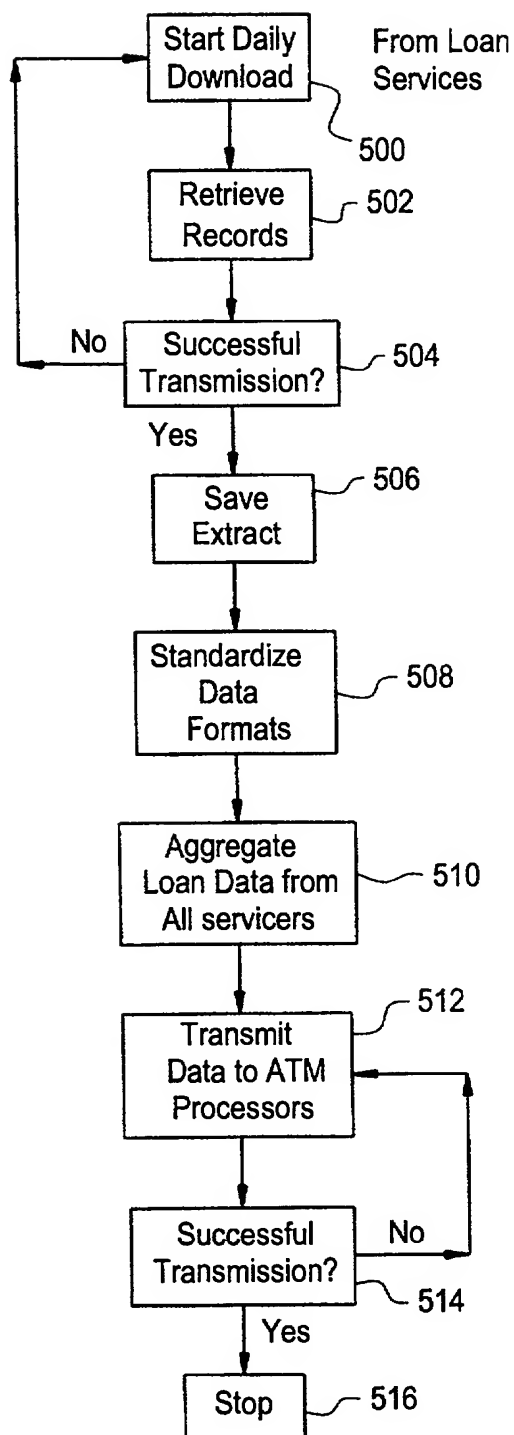 Start Daily
Download
From Loan
Services
500
Retrieve
Records
502
No
Successful
Transmission?
504
Yes
506
Save
Extract
Standardize
Data
Formats
508
Aggregate
Loan Data from
All servicers
510
512
Transmit
Data to ATM
Processors
Successful
Transmission?
No
514
Yes
Stop
516